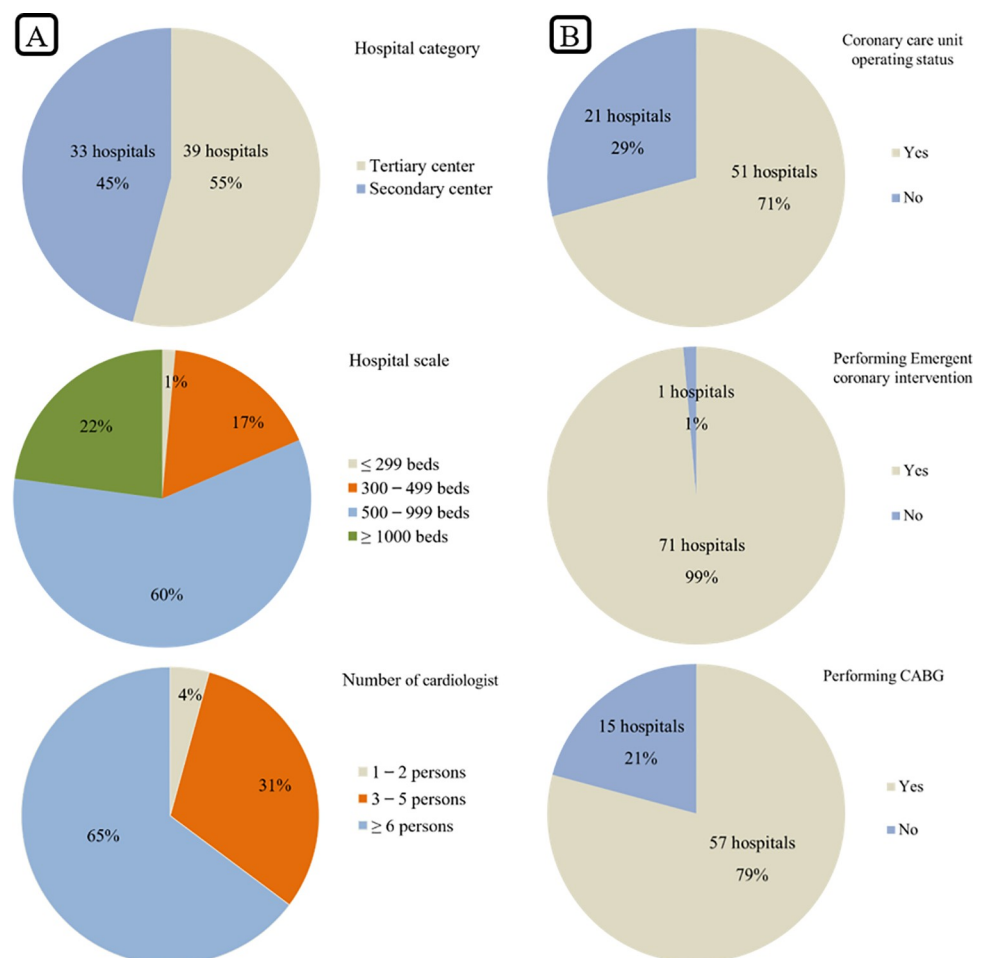 A
Hospital category
33 hospitals
45%
39 hospitals
55%
Tertiary center
Secondary center
Hospital scale
1%
17%
22%
60%
≤ 299 beds
300 – 499 beds
500 – 999 beds
≥ 1000 beds
Number of cardiologist
4%
31%
65%
1 – 2 persons
3 – 5 persons
≥ 6 persons
B
Coronary care unit
operating status
21 hospitals
29%
51 hospitals
71%
Yes
No
Performing Emergent
coronary intervention
1 hospitals
1%
71 hospitals
99%
Yes
No
Performing CABG
15 hospitals
21%
57 hospitals
79%
Yes
No